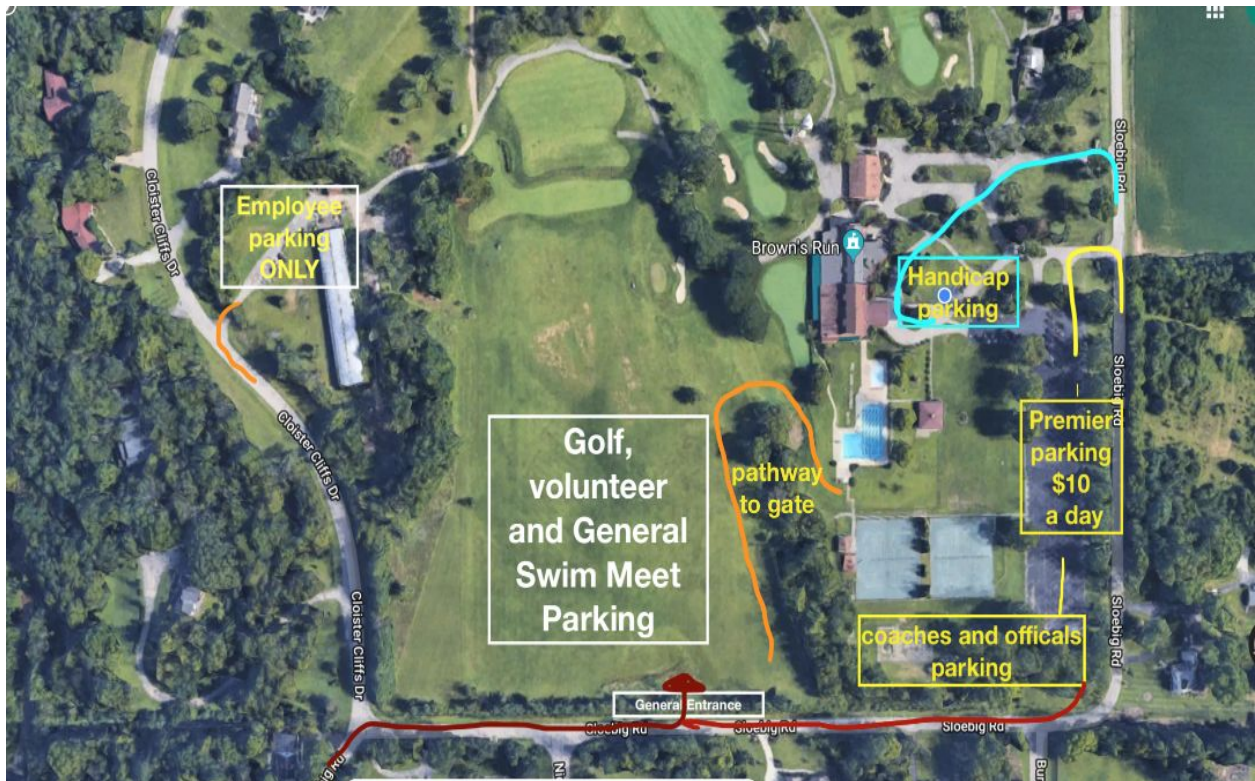 Sloebig Rd
Cloister Cliffs Dr
Employee
parking
ONLY
Brown's Run
Handicap
parking
Cloister Cliffs Dr
Sloebig Rd
Golf,
volunteer
and General
Swim Meet
Parking
pathway
to gate
Premier
parking
$10
a day
Cloister Cliffs Dr
Sloebig Rd
coaches and officals
parking
General Entrance
Sloebig Rd
Sloebig Rd
Sloebig Rd